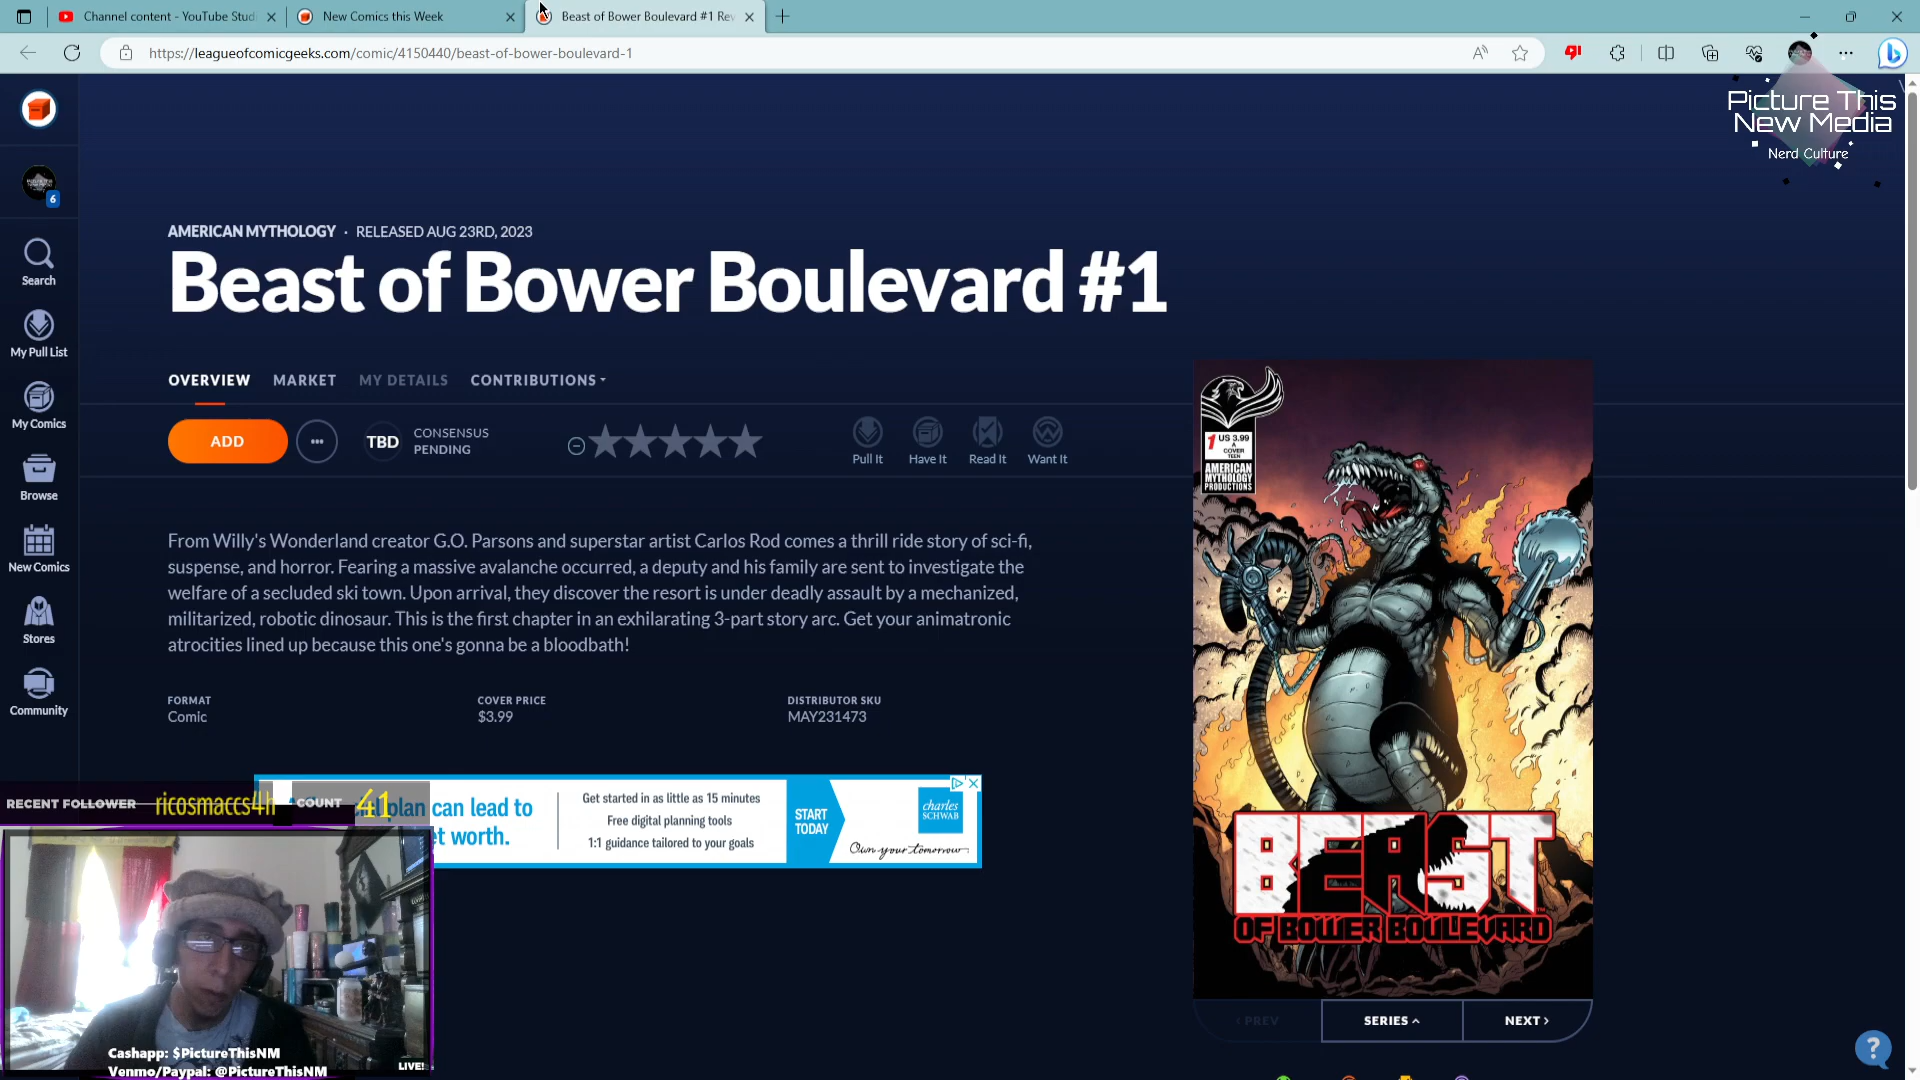 Channel content - YouTube Stud
New Comics this Week
Beast of Bower Boulevard #1 Rev
https://leagueofcomicgeeks.com/comic/4150440/beast-of-bower-boulevard-1
Picture This
New Media
Nerd Culture
6
Search
My Pull List
My Comics
Browse
New Comics
Stores
Community
AMERICAN MYTHOLOGY · RELEASED AUG 23RD, 2023
Beast of Bower Boulevard #1
OVERVIEW MARKET MY DETAILS CONTRIBUTIONS
ADD
TBD
CONSENSUS
PENDING
Pull It Have It Read It Want It
From Willy's Wonderland creator G.O. Parsons and superstar artist Carlos Rod comes a thrill ride story of sci-fi,
suspense, and horror. Fearing a massive avalanche occurred, a deputy and his family are sent to investigate the
welfare of a secluded ski town. Upon arrival, they discover the resort is under deadly assault by a mechanized,
militarized, robotic dinosaur. This is the first chapter in an exhilarating 3-part story arc. Get your animatronic
atrocities lined up because this one's gonna be a bloodbath!
FORMAT
Comic
COVER PRICE
$3.99
DISTRIBUTOR SKU
MAY231473
1 US 3.99
A
COVER
TEEN
AMERICAN
MYTHOLOGY
PRODUCTIONS
BEAST
OF BOWER BOULEVARD
< PREV
SERIES
NEXT >
RECENT FOLLOWER ricosmaccs4h COUNT 41
plan can lead to
et worth.
Get started in as little as 15 minutes
Free digital planning tools
1:1 guidance tailored to your goals
START
TODAY
charles
SCHWAB
Own your tomorrow
Cashapp: $PictureThisNM
Venmo/Paypal: @PictureThisNM
LIVE!
?